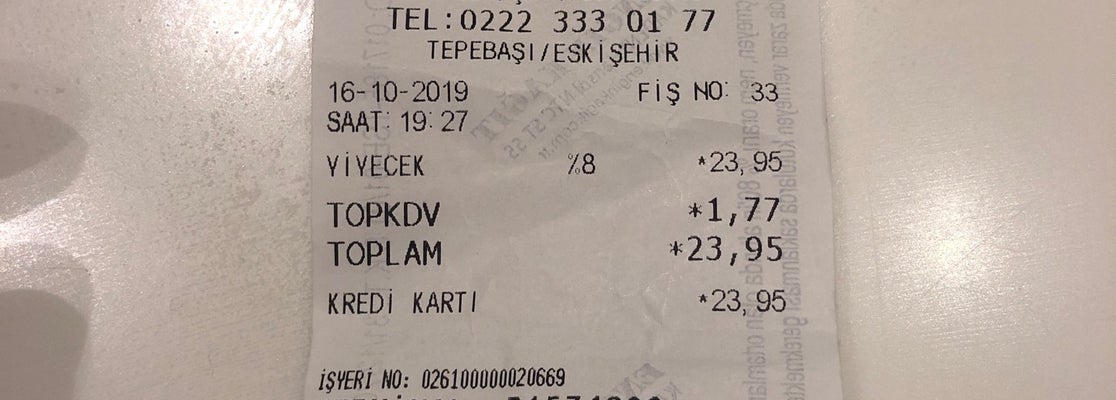 TEL:0222 333 01 77
TEPEBAŞI/ESKİŞEHİR
16-10-2019 FİŞ NO: 33
SAAT: 19:27
YİYECEK %8 *23,95
TOPKDV *1,77
TOPLAM *23,95
KREDİ KARTI *23,95
İŞYERİ NO: 026100000020669